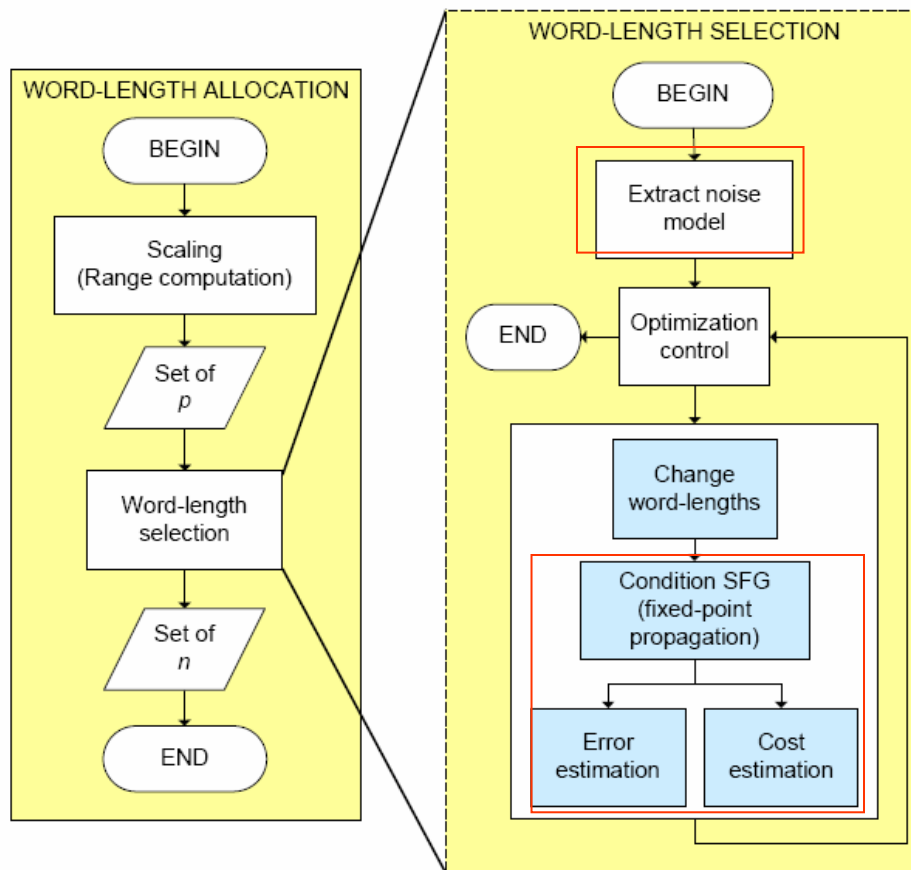 WORD-LENGTH ALLOCATION
BEGIN
Scaling
(Range computation)
Set of
p
Word-length
selection
Set of
n
END
WORD-LENGTH SELECTION
BEGIN
Extract noise
model
Optimization
control
END
Change
word-lengths
Condition SFG
(fixed-point
propagation)
Error
estimation
Cost
estimation